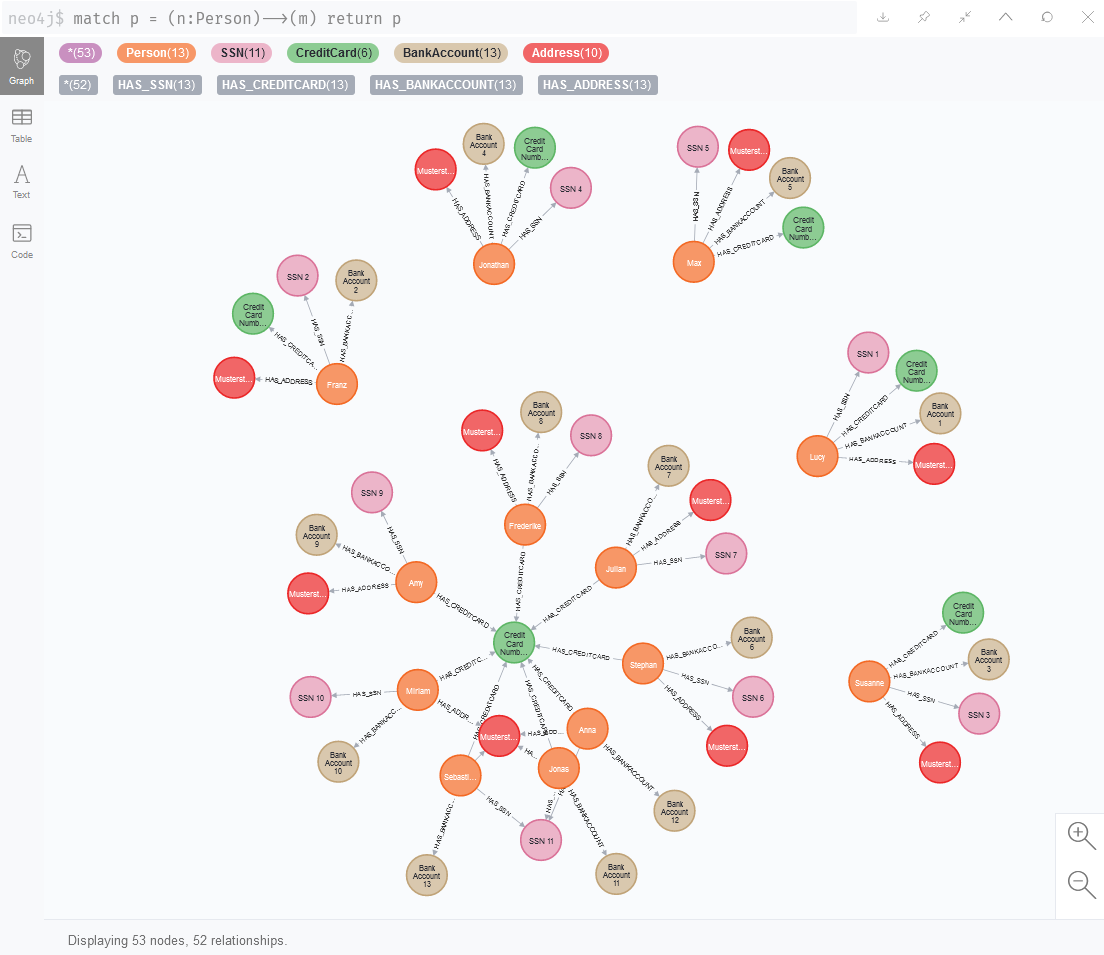 neo4j$ match p = (n:Person)-->(m) return p
*(53) Person(13) SSN(11) CreditCard(6) BankAccount(13) Address(10)
*(52) HAS_SSN(13) HAS_CREDITCARD(13) HAS_BANKACCOUNT(13) HAS_ADDRESS(13)
Graph
Table
Text
Code
Musterst...
HAS_ADDRESS
Bank
Account
4
HAS_BANKACCOUNT
Credit
Card
Numb...
HAS_CREDITCARD
SSN 4
HAS_SSN
Jonathan
SSN 5
HAS_SSN
Musterst...
HAS_ADDRESS
Bank
Account
5
HAS_BANKACCOUNT
Credit
Card
Numb...
HAS_CREDITCARD
Max
SSN 2
HAS_SSN
Bank
Account
2
HAS_BANKACC...
Credit
Card
Numb...
HAS_CREDITCA...
Musterst...
HAS_ADDRESS
Franz
SSN 1
HAS_SSN
Credit
Card
Numb...
HAS_CREDITCARD
Bank
Account
1
HAS_BANKACCOUNT
Musterst...
HAS_ADDRESS
Lucy
Musterst...
HAS_ADDRESS
Bank
Account
8
HAS_BANKACCO...
SSN 8
HAS_SSN
Frederike
HAS_CREDITCARD
Bank
Account
7
HAS_BANKACCO...
Musterst...
HAS_ADDRESS
SSN 7
HAS_SSN
Julian
HAS_CREDITCARD
SSN 9
HAS_SSN
Bank
Account
9
HAS_BANKACCO...
Musterst...
HAS_ADDRESS
Amy
HAS_CREDITCARD
Credit
Card
Numb...
HAS_CREDITCARD
Stephan
Bank
Account
6
HAS_BANKACCO...
SSN 6
HAS_SSN
Musterst...
HAS_ADDRESS
Credit
Card
Numb...
HAS_CREDITCARD
Bank
Account
3
HAS_BANKACCOUNT
SSN 3
HAS_SSN
Musterst...
HAS_ADDRESS
Susanne
Miriam
HAS_CREDITC...
SSN 10
HAS_SSN
Bank
Account
10
HAS_BANKACC...
HAS_ADDR...
Musterst...
HAS_CREDITCARD
HAS_CREDITCARD
Anna
HAS_ADD...
HAS_BANKACCOUNT
Bank
Account
12
Jonas
HA...
HAS_BANKACCOUNT
Bank
Account
11
Sebasti...
HAS_SSN
HAS_BANKACC...
Bank
Account
13
HAS...
SSN 11
Displaying 53 nodes, 52 relationships.